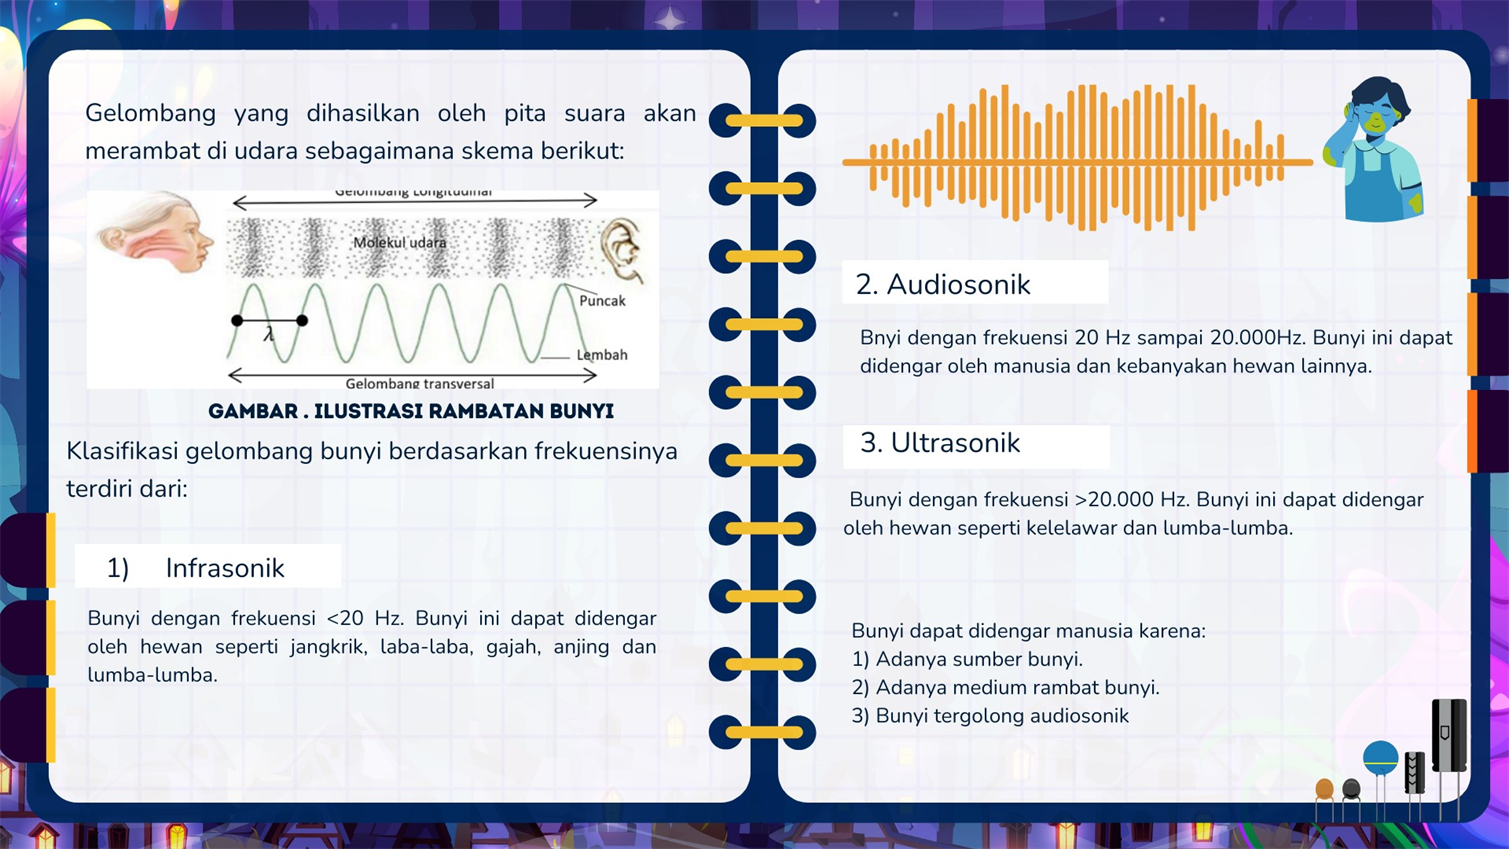 Gelombang yang dihasilkan oleh pita suara akan
merambat di udara sebagaimana skema berikut:
Gelombang Longitudinal
Molekul udara
Puncak
λ
Lembah
Gelombang transversal
GAMBAR . ILUSTRASI RAMBATAN BUNYI
Klasifikasi gelombang bunyi berdasarkan frekuensinya
terdiri dari:
1) Infrasonik
Bunyi dengan frekuensi <20 Hz. Bunyi ini dapat didengar
oleh hewan seperti jangkrik, laba-laba, gajah, anjing dan
lumba-lumba.
2. Audiosonik
Bnyi dengan frekuensi 20 Hz sampai 20.000Hz. Bunyi ini dapat
didengar oleh manusia dan kebanyakan hewan lainnya.
3. Ultrasonik
Bunyi dengan frekuensi >20.000 Hz. Bunyi ini dapat didengar
oleh hewan seperti kelelawar dan lumba-lumba.
Bunyi dapat didengar manusia karena:
1) Adanya sumber bunyi.
2) Adanya medium rambat bunyi.
3) Bunyi tergolong audiosonik